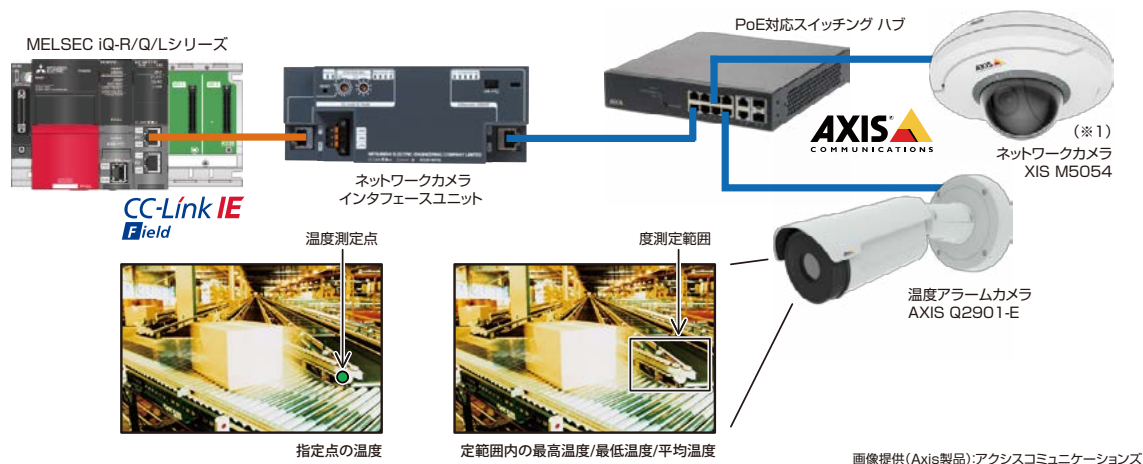 MELSEC iQ-R/Q/Lシリーズ
PoE対応スイッチング ハブ
AXIS
COMMUNICATIONS
(※1)
ネットワークカメラ
XIS M5054
ネットワークカメラ
インタフェースユニット
CC-Link IE
Field
温度測定点
度測定範囲
温度アラームカメラ
AXIS Q2901-E
指定点の温度
定範囲内の最高温度/最低温度/平均温度
画像提供(Axis製品):アクシスコミュニケーションズ